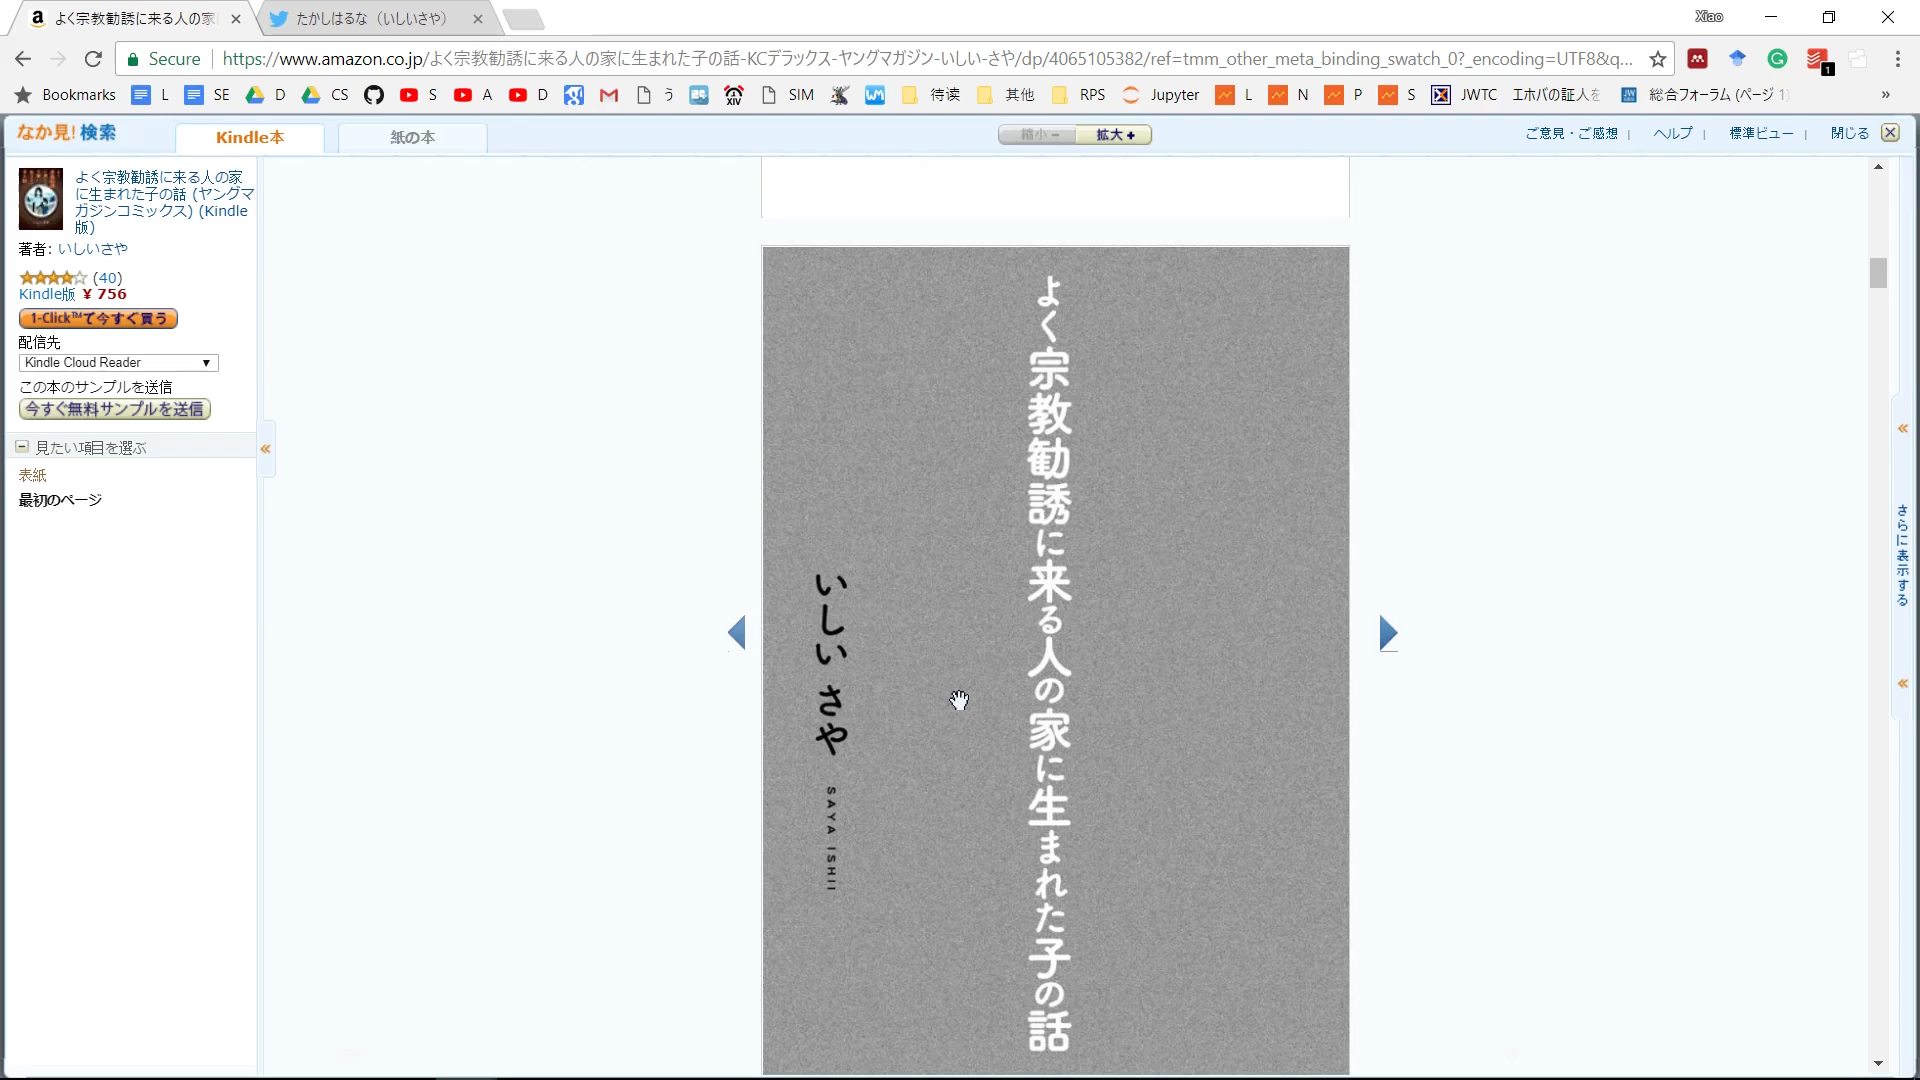 よく宗教勧誘に来る人の家
たかしはるな（いしいさや）
Xiao
Secure
https://www.amazon.co.jp/よく宗教勧誘に来る人の家に生まれた子の話-KCデラックス-ヤングマガジン-いしい-さや/dp/4065105382/ref=tmm_other_meta_binding_swatch_0?_encoding=UTF8&q...
1
Bookmarks L SE D CS S A D う SIM 待读 其他 RPS Jupyter L N P S JWTC エホバの証人を 総合フォーラム (ページ 1) »
なか見!検索
Kindle本
紙の本
縮小 −
拡大 +
ご意見・ご感想 | ヘルプ | 標準ビュー | 閉じる
よく宗教勧誘に来る人の家
に生まれた子の話 (ヤングマ
ガジンコミックス) (Kindle
版)
著者: いしいさや
(40)
Kindle版 ¥ 756
1-Click™で今すぐ買う
配信先
Kindle Cloud Reader
この本のサンプルを送信
今すぐ無料サンプルを送信
見たい項目を選ぶ
表紙
最初のページ
よく宗教勧誘に来る人の家に生まれた子の話
いしい さや
SAYA ISHII
さらに表示する